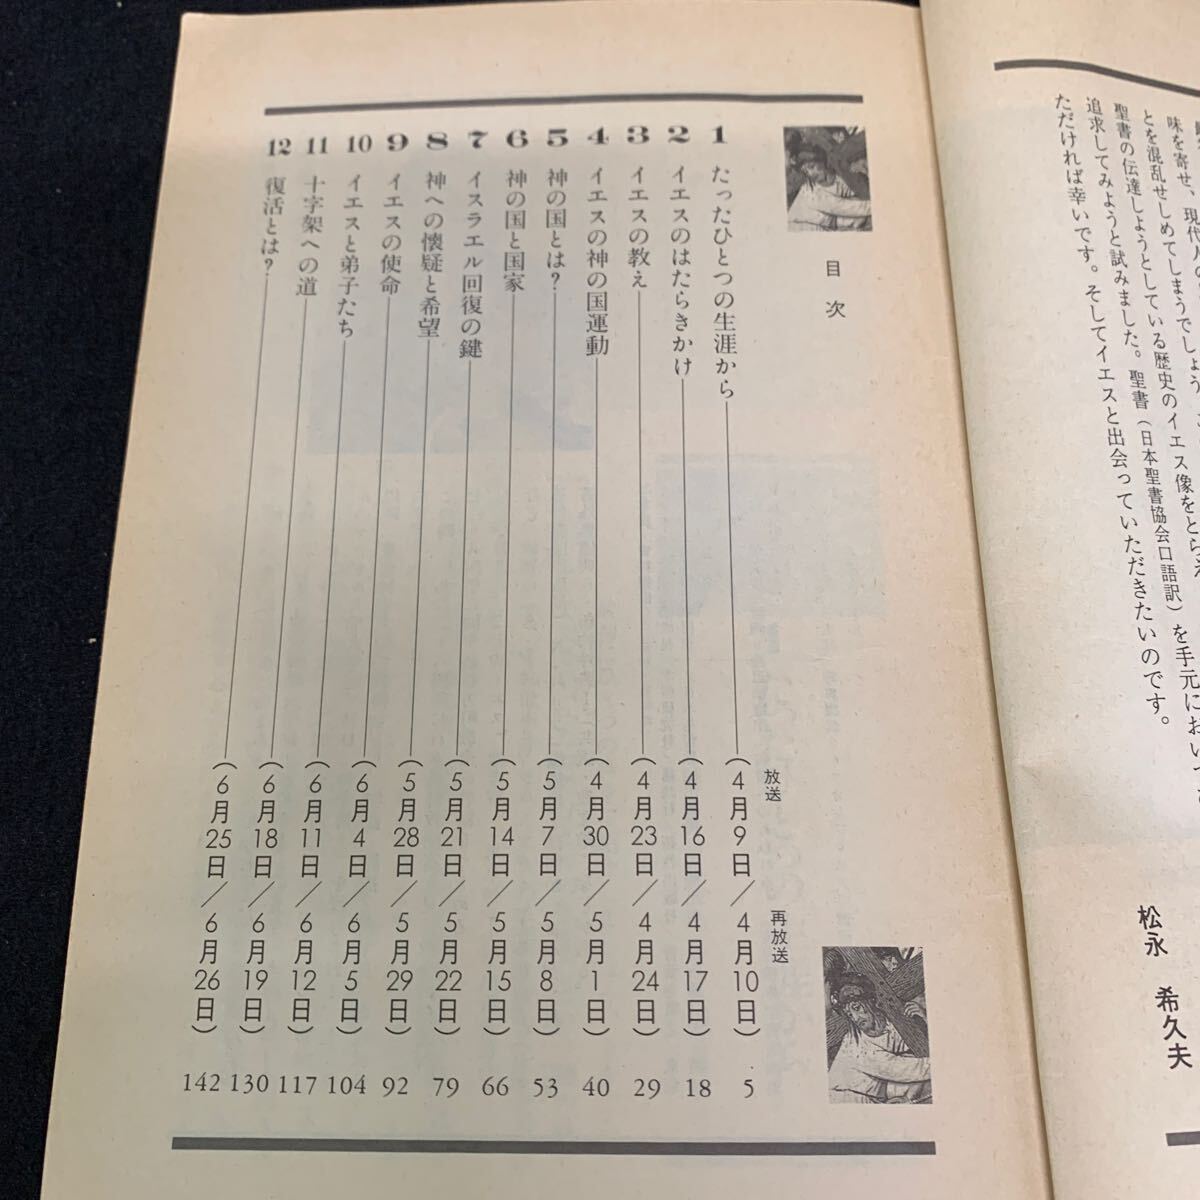 味を寄せ、現代
とを混乱せしめてしまうでしょう。
聖書の伝達しようとしている歴史のイエス像をとらえ
追求してみようと試みました。聖書（日本聖書協会口語訳）を手元において
ただければ幸いです。そしてイエスと出会っていただきたいのです。
松永 希久夫
目次
放送 再放送
1 たったひとつの生涯から（4月9日／4月10日） 5
2 イエスのはたらきかけ（4月16日／4月17日） 18
3 イエスの教え（4月23日／4月24日） 29
4 イエスの神の国運動（4月30日／5月1日） 40
5 神の国とは？（5月7日／5月8日） 53
6 神の国と国家（5月14日／5月15日） 66
7 イスラエル回復の鍵（5月21日／5月22日） 79
8 神への懐疑と希望（5月28日／5月29日） 92
9 イエスの使命（6月4日／6月5日） 104
10 イエスと弟子たち（6月11日／6月12日） 117
11 十字架への道（6月18日／6月19日） 130
12 復活とは？（6月25日／6月26日） 142